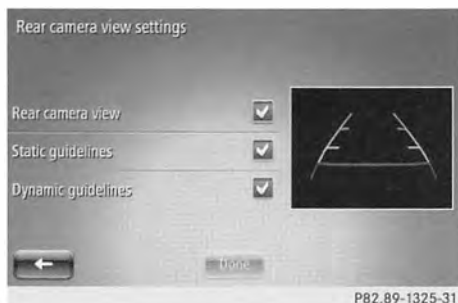 Rear camera view settings
Rear camera view
Static guidelines
Dynamic guidelines
Done
P82.89-1325-31